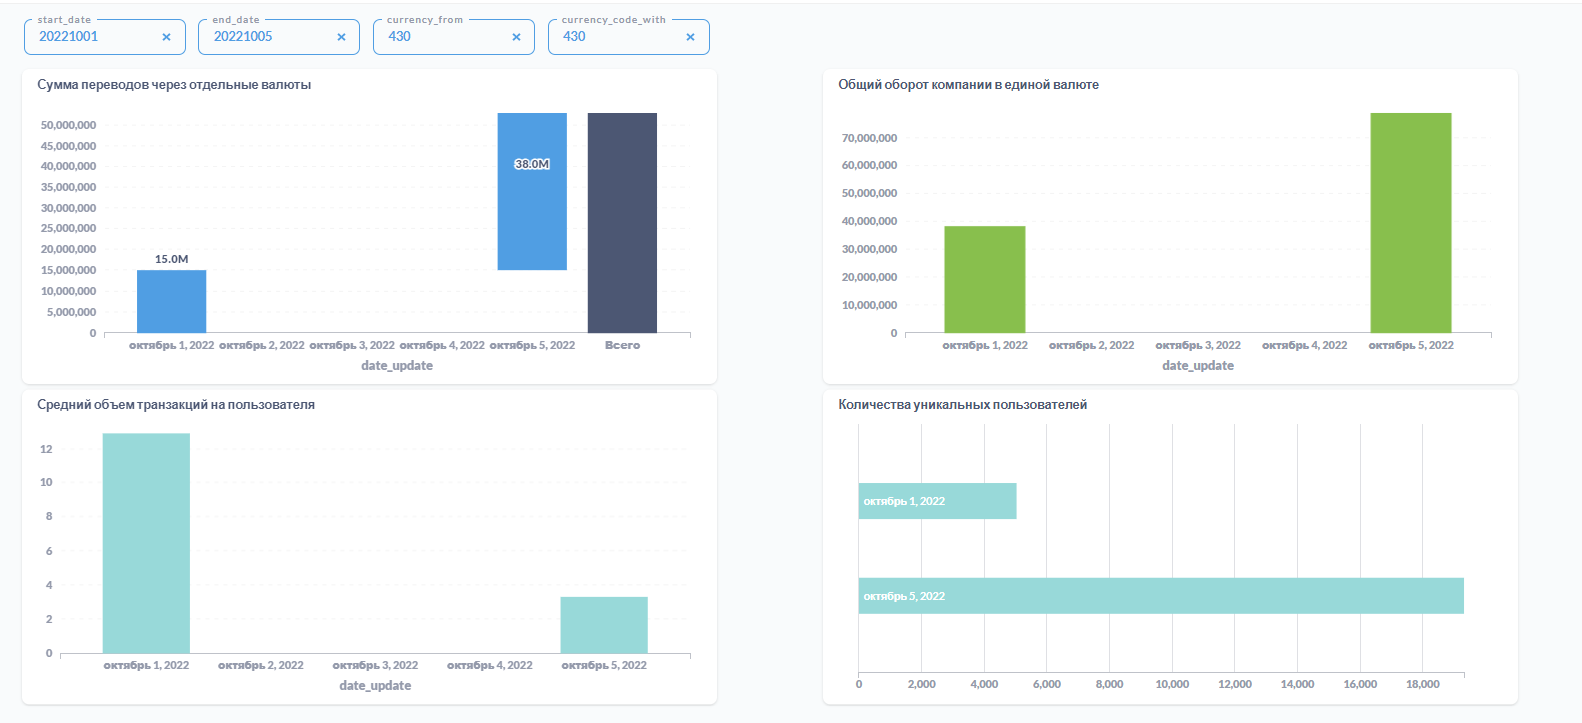 start_date end_date currency_from currency_code_with
20221001 × 20221005 × 430 × 430 ×
Сумма переводов через отдельные валюты
50,000,000
45,000,000
40,000,000
35,000,000
30,000,000
25,000,000
20,000,000
15,000,000
10,000,000
5,000,000
0
38.0M
15.0M
октябрь 1, 2022 октябрь 2, 2022 октябрь 3, 2022 октябрь 4, 2022 октябрь 5, 2022 Всего
date_update
Общий оборот компании в единой валюте
70,000,000
60,000,000
50,000,000
40,000,000
30,000,000
20,000,000
10,000,000
0
октябрь 1, 2022 октябрь 2, 2022 октябрь 3, 2022 октябрь 4, 2022 октябрь 5, 2022
date_update
Средний объем транзакций на пользователя
12
10
8
6
4
2
0
октябрь 1, 2022 октябрь 2, 2022 октябрь 3, 2022 октябрь 4, 2022 октябрь 5, 2022
date_update
Количества уникальных пользователей
октябрь 1, 2022
октябрь 5, 2022
0 2,000 4,000 6,000 8,000 10,000 12,000 14,000 16,000 18,000